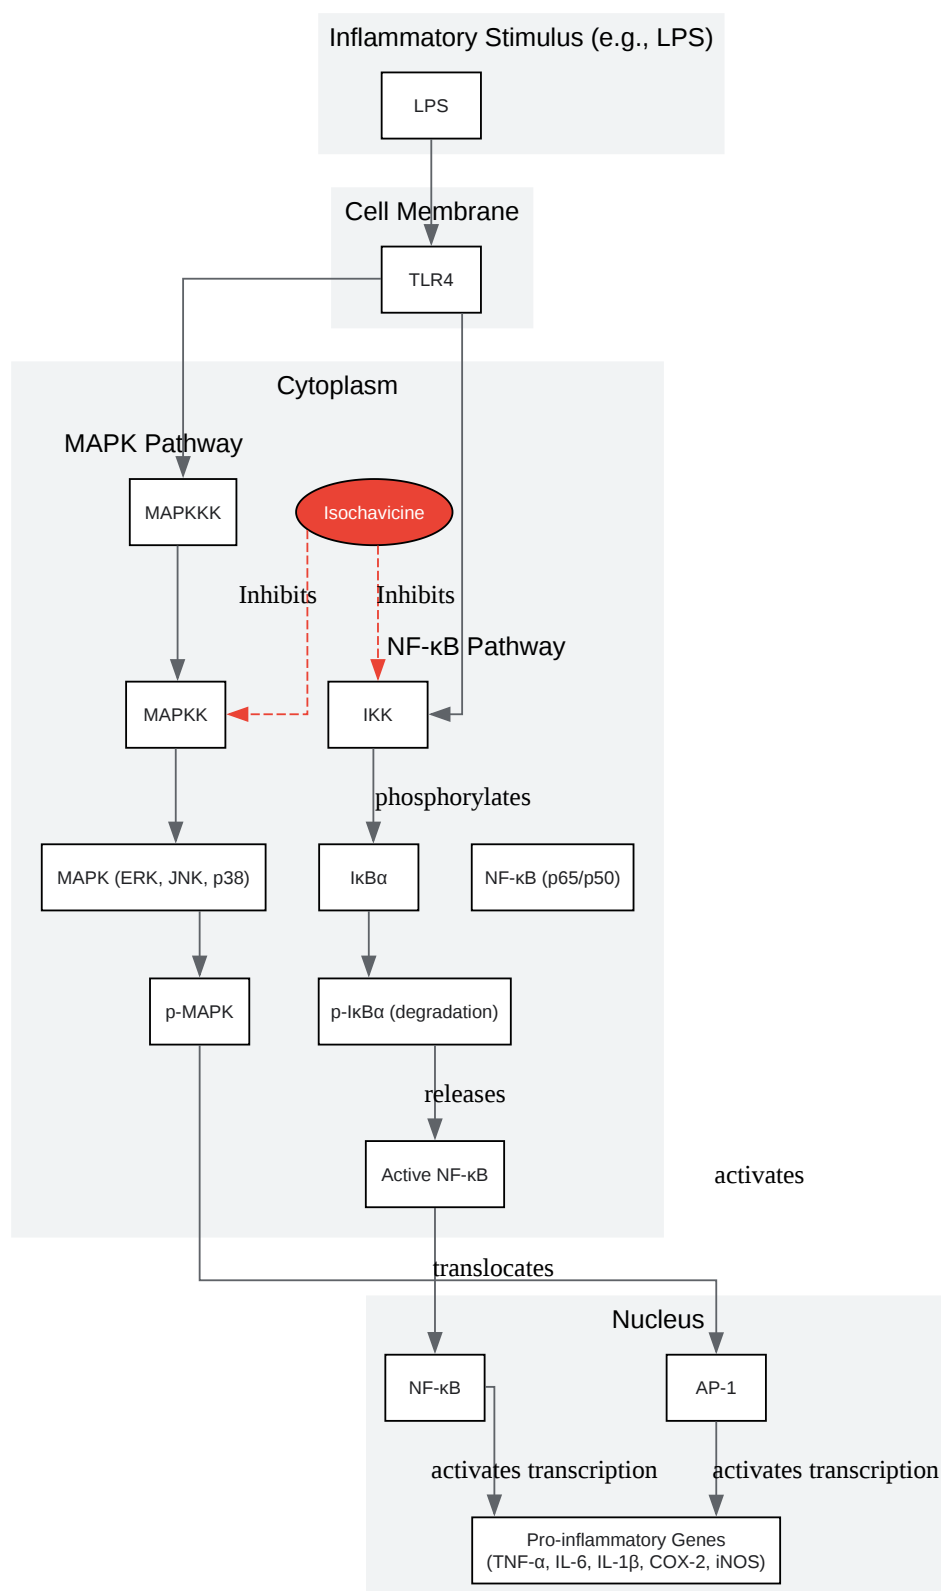 Inflammatory Stimulus (e.g., LPS)
LPS
Cell Membrane
TLR4
Cytoplasm
MAPK Pathway
MAPKKK
Isochavicine
Inhibits
Inhibits
NF-κB Pathway
MAPKK
IKK
phosphorylates
MAPK (ERK, JNK, p38)
IκBα
NF-κB (p65/p50)
p-MAPK
p-IκBα (degradation)
releases
Active NF-κB
activates
translocates
Nucleus
NF-κB
AP-1
activates transcription
activates transcription
Pro-inflammatory Genes
(TNF-α, IL-6, IL-1β, COX-2, iNOS)